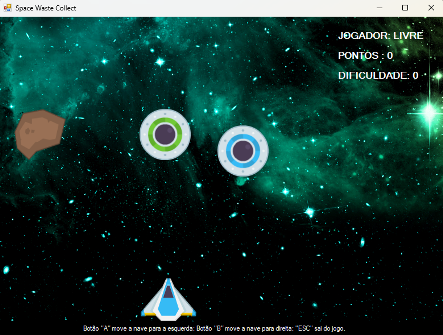 Space Waste Collect
JOGADOR: LIVRE
PONTOS : 0
DIFICULDADE: 0
Botão "A" move a nave para a esquerda; Botão "B" move a nave para direita; "ESC" sai do jogo.